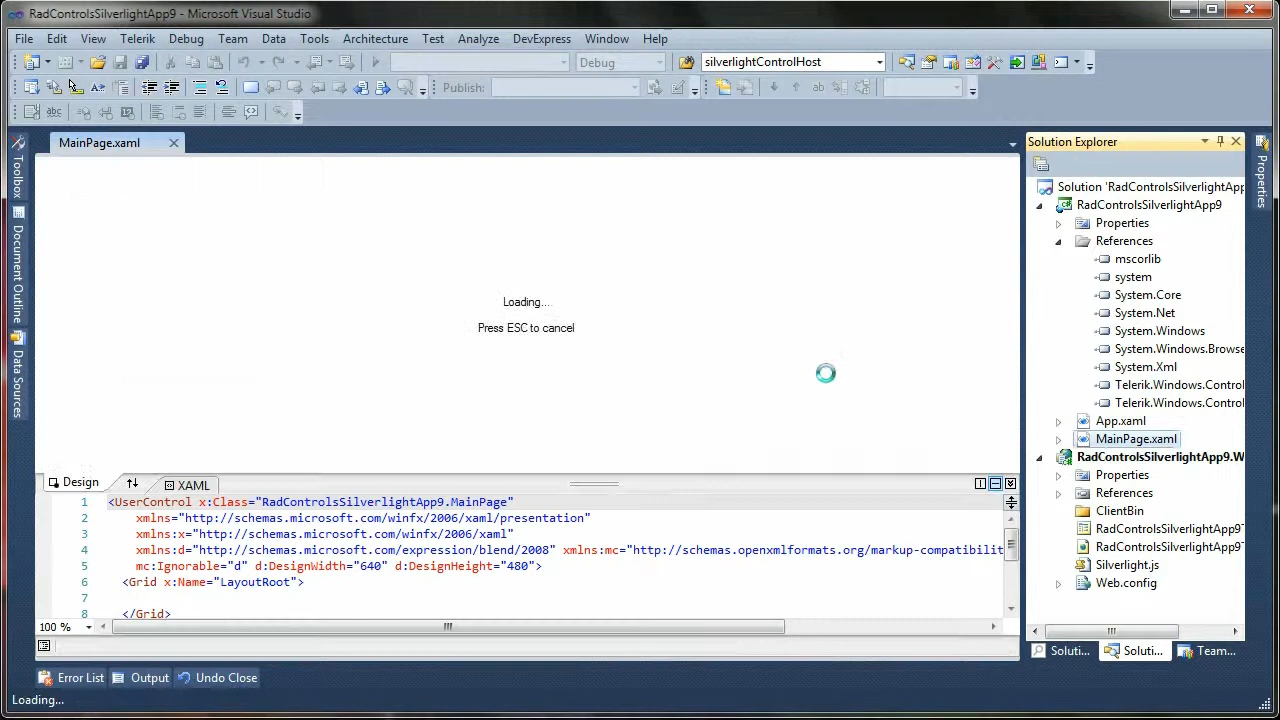 RadControlsSilverlightApp9 - Microsoft Visual Studio
File Edit View Telerik Debug Team Data Tools Architecture Test Analyze DevExpress Window Help
Debug silverlightControlHost
Publish:
abc
MainPage.xaml
Toolbox
Document Outline
Data Sources
Loading...
Press ESC to cancel
Design XAML
1 <UserControl x:Class="RadControlsSilverlightApp9.MainPage"
2 xmlns="http://schemas.microsoft.com/winfx/2006/xaml/presentation"
3 xmlns:x="http://schemas.microsoft.com/winfx/2006/xaml"
4 xmlns:d="http://schemas.microsoft.com/expression/blend/2008" xmlns:mc="http://schemas.openxmlformats.org/markup-compatibilit
5 mc:Ignorable="d" d:DesignWidth="640" d:DesignHeight="480">
6 <Grid x:Name="LayoutRoot">
7
8 </Grid>
100 %
Error List Output Undo Close
Loading...
Solution Explorer
Solution 'RadControlsSilverlightApp
RadControlsSilverlightApp9
Properties
References
mscorlib
system
System.Core
System.Net
System.Windows
System.Windows.Browse
System.Xml
Telerik.Windows.Control
Telerik.Windows.Control
App.xaml
MainPage.xaml
RadControlsSilverlightApp9.W
Properties
References
ClientBin
RadControlsSilverlightApp9T
RadControlsSilverlightApp9T
Silverlight.js
Web.config
Soluti... Soluti... Team...
Properties